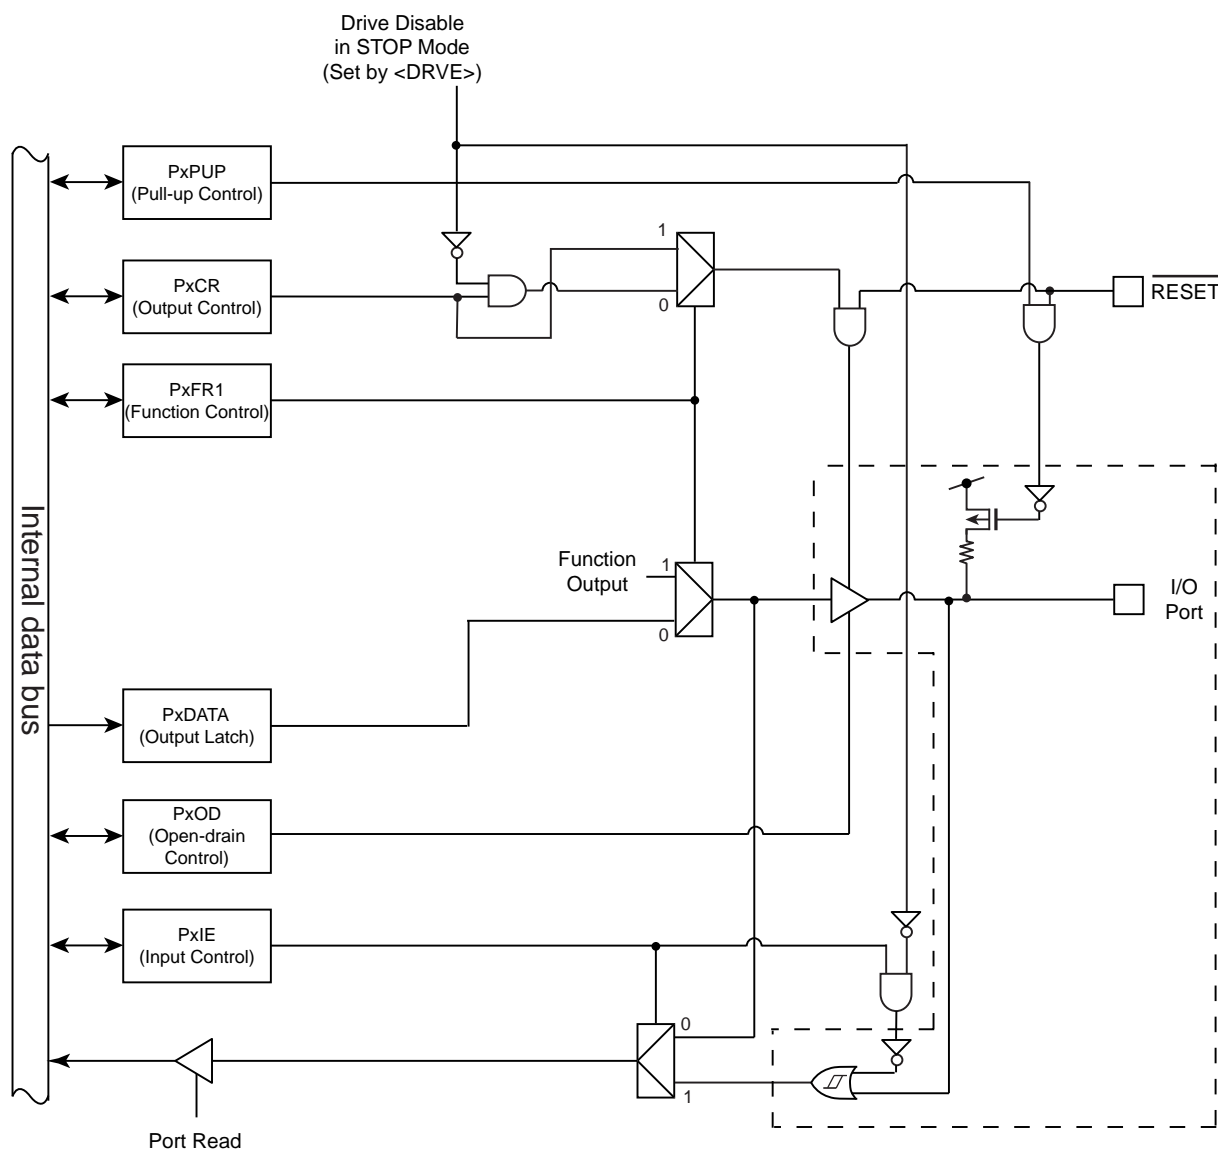 Drive Disable
in STOP Mode
(Set by <DRVE>)
PxPUP
(Pull-up Control)
1
PxCR
(Output Control)
0
RESET
PxFR1
(Function Control)
Internal data bus
Function
Output
1
0
I/O
Port
PxDATA
(Output Latch)
PxOD
(Open-drain
Control)
PxIE
(Input Control)
0
1
Port Read